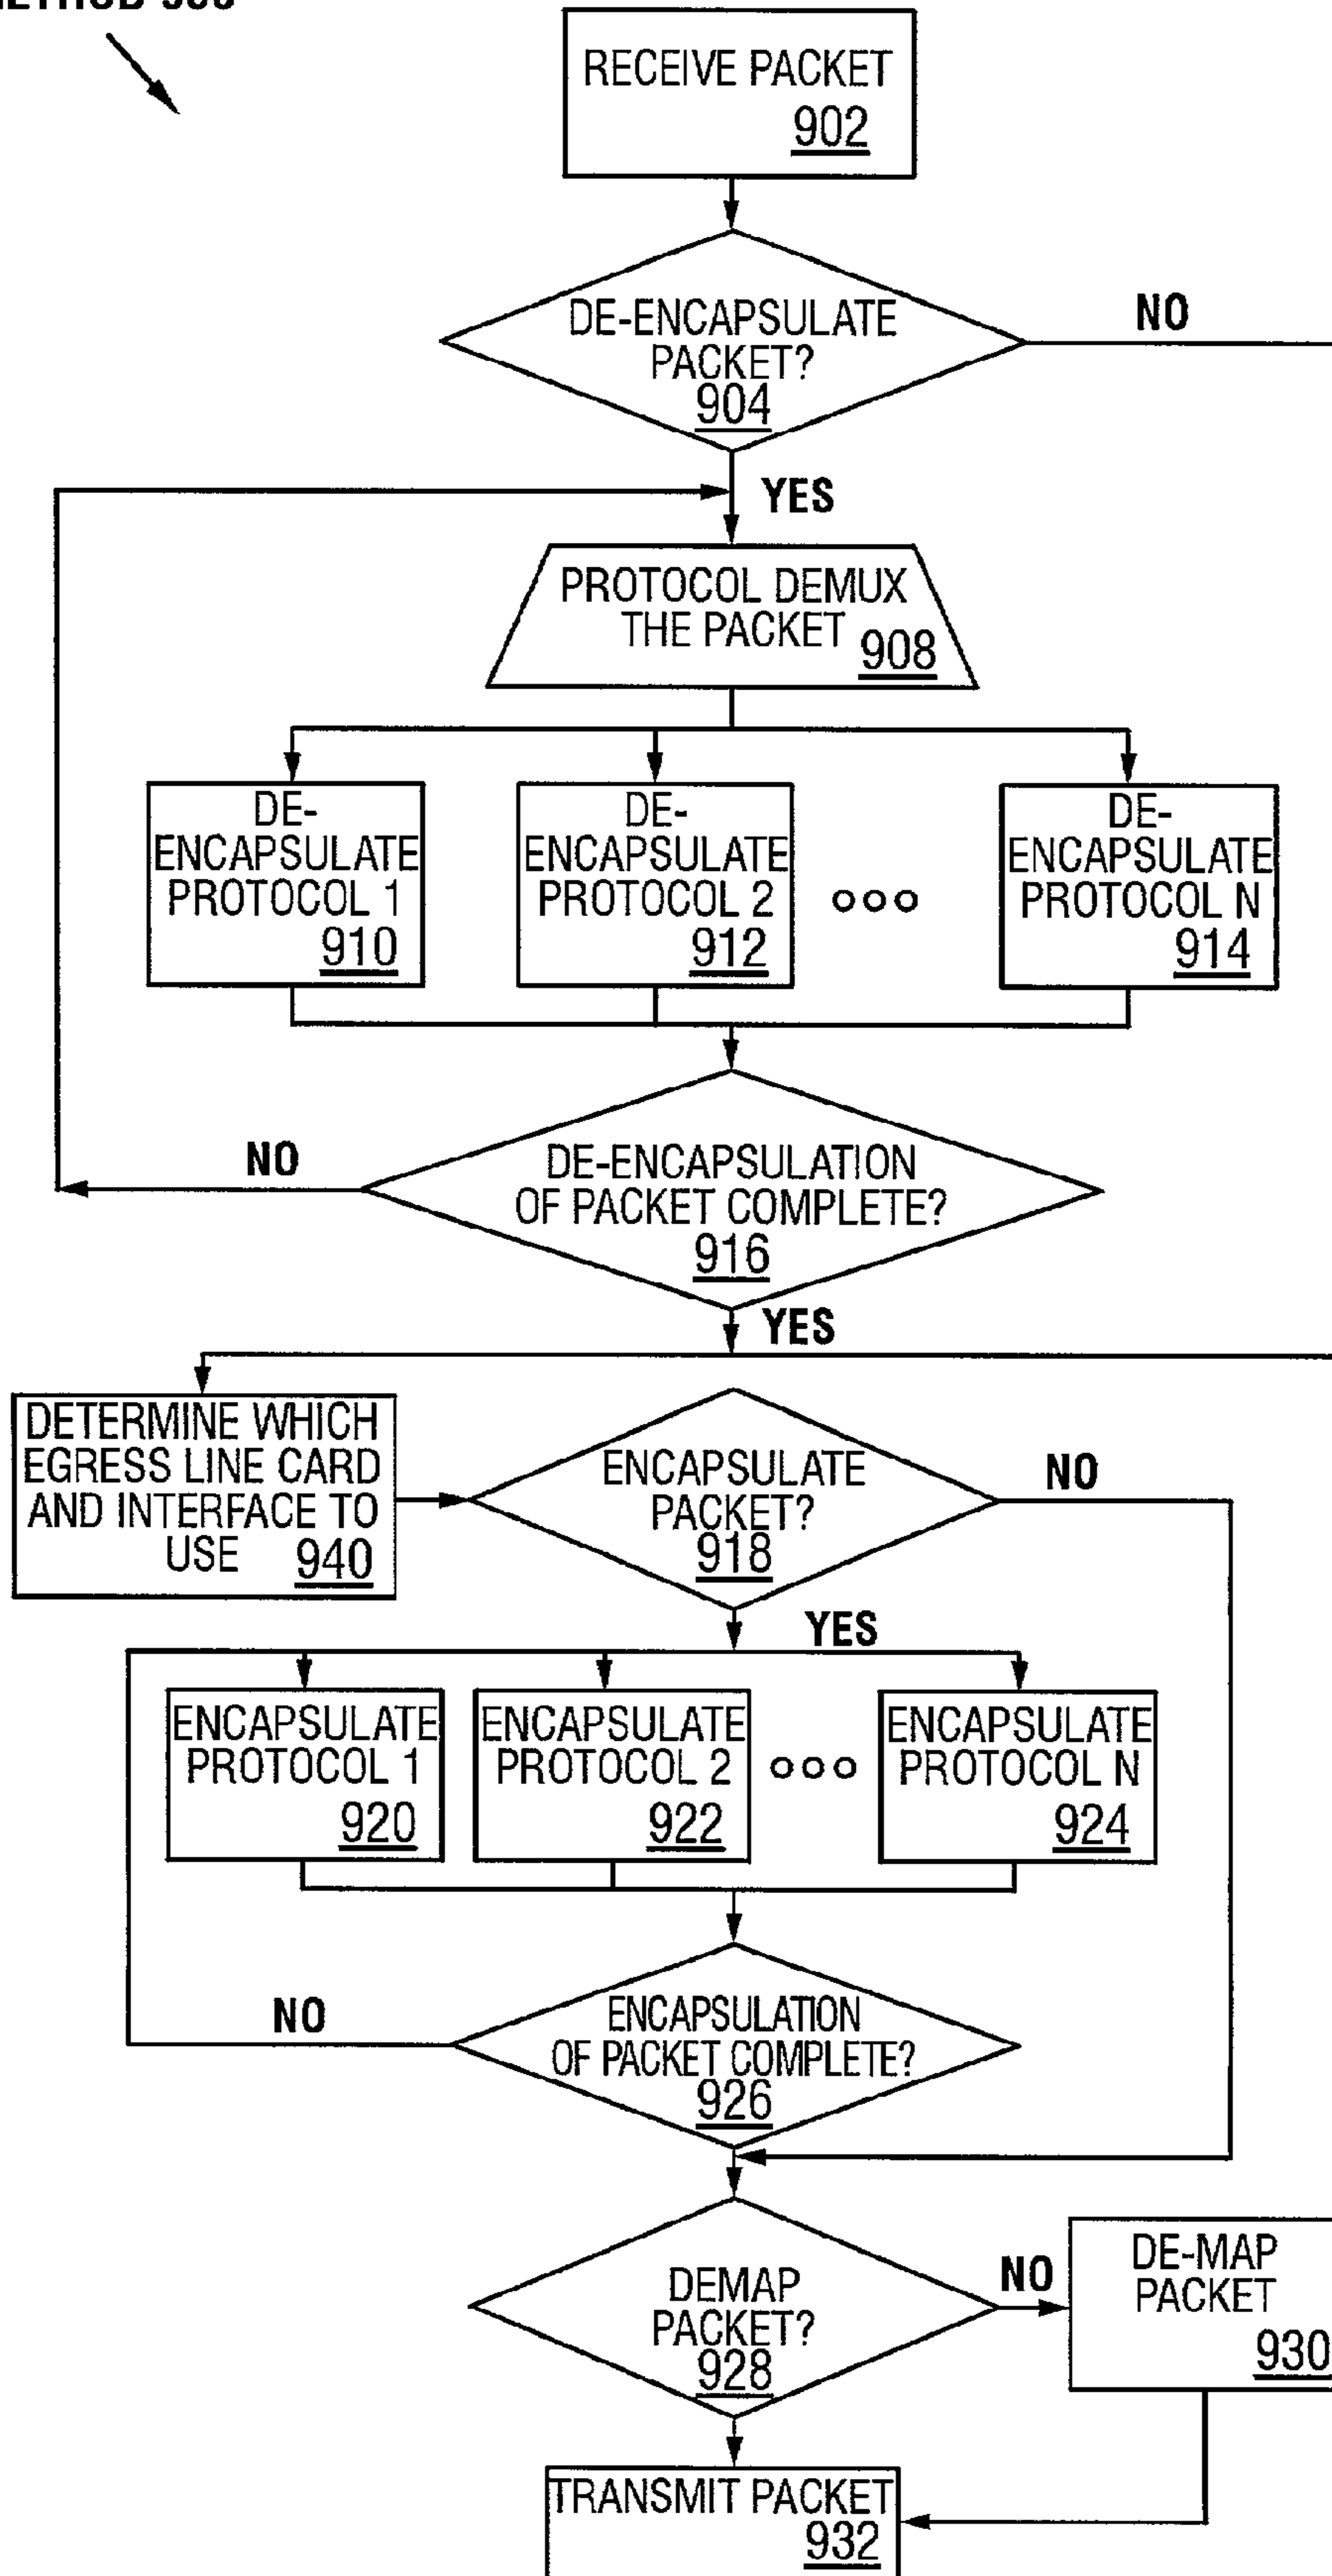 RECEIVE PACKET
902
DE-ENCAPSULATE
PACKET?
904
NO
YES
PROTOCOL DEMUX
THE PACKET
908
DE-
ENCAPSULATE
PROTOCOL 1
910
DE-
ENCAPSULATE
PROTOCOL 2
912
ooo
DE-
ENCAPSULATE
PROTOCOL N
914
NO
DE-ENCAPSULATION
OF PACKET COMPLETE?
916
YES
DETERMINE WHICH
EGRESS LINE CARD
AND INTERFACE TO
USE 940
ENCAPSULATE
PACKET?
918
NO
YES
ENCAPSULATE
PROTOCOL 1
920
ENCAPSULATE
PROTOCOL 2
922
ooo
ENCAPSULATE
PROTOCOL N
924
NO
ENCAPSULATION
OF PACKET COMPLETE?
926
DEMAP
PACKET?
928
NO
DE-MAP
PACKET
930
TRANSMIT PACKET
932